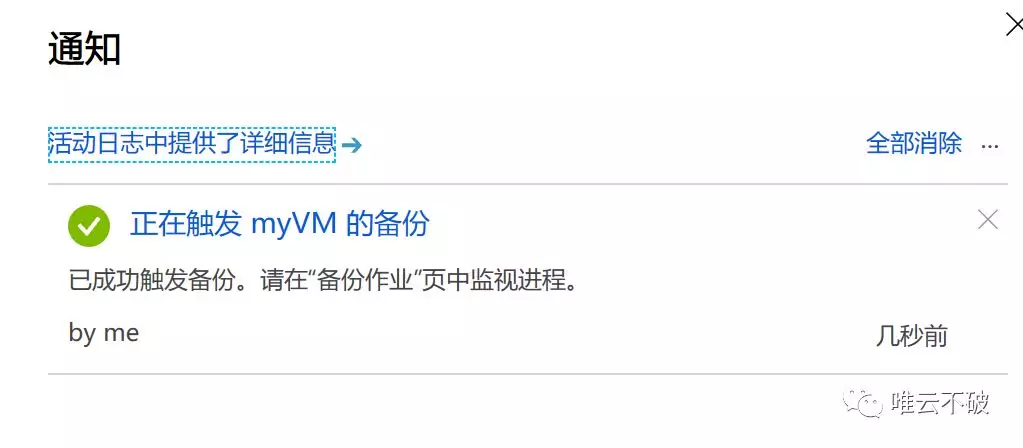 通知
活动日志中提供了详细信息 → 全部消除 ...
正在触发 myVM 的备份
已成功触发备份。请在“备份作业”页中监视进程。
by me 几秒前
唯云不破